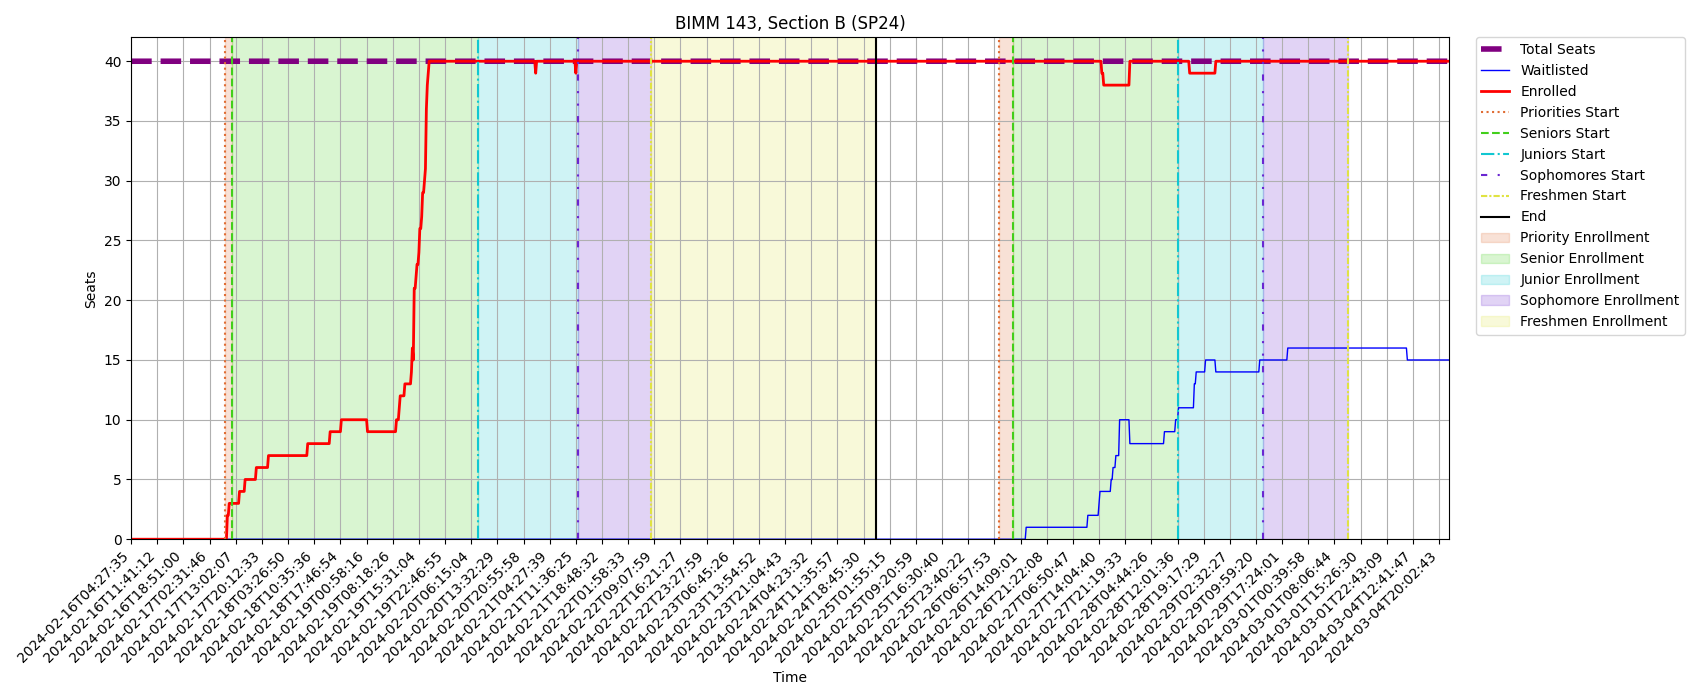 BIMM 143, Section B (SP24)
Seats
40
35
30
25
20
15
10
5
0
2024-02-16T04:27:35
2024-02-16T11:41:12
2024-02-16T18:51:00
2024-02-17T02:31:46
2024-02-17T13:02:07
2024-02-17T20:12:33
2024-02-18T03:26:50
2024-02-18T10:35:36
2024-02-18T17:46:54
2024-02-19T00:58:16
2024-02-19T08:18:26
2024-02-19T15:31:04
2024-02-19T22:46:55
2024-02-20T06:15:04
2024-02-20T13:32:29
2024-02-20T20:55:58
2024-02-21T04:27:39
2024-02-21T11:36:25
2024-02-21T18:48:32
2024-02-22T01:58:33
2024-02-22T09:07:59
2024-02-22T16:21:27
2024-02-22T23:27:59
2024-02-23T06:45:26
2024-02-23T13:54:52
2024-02-23T21:04:43
2024-02-24T04:23:32
2024-02-24T11:35:57
2024-02-24T18:45:30
2024-02-25T01:55:15
2024-02-25T09:20:59
2024-02-25T16:30:40
2024-02-25T23:40:22
2024-02-26T06:57:53
2024-02-26T14:09:01
2024-02-26T21:22:08
2024-02-27T06:50:47
2024-02-27T14:04:40
2024-02-27T21:19:33
2024-02-28T04:44:26
2024-02-28T12:01:36
2024-02-28T19:17:29
2024-02-29T02:32:27
2024-02-29T09:59:20
2024-02-29T17:24:01
2024-03-01T00:39:58
2024-03-01T08:06:44
2024-03-01T15:26:30
2024-03-01T22:43:09
2024-03-04T12:41:47
2024-03-04T20:02:43
Time
Total Seats
Waitlisted
Enrolled
Priorities Start
Seniors Start
Juniors Start
Sophomores Start
Freshmen Start
End
Priority Enrollment
Senior Enrollment
Junior Enrollment
Sophomore Enrollment
Freshmen Enrollment